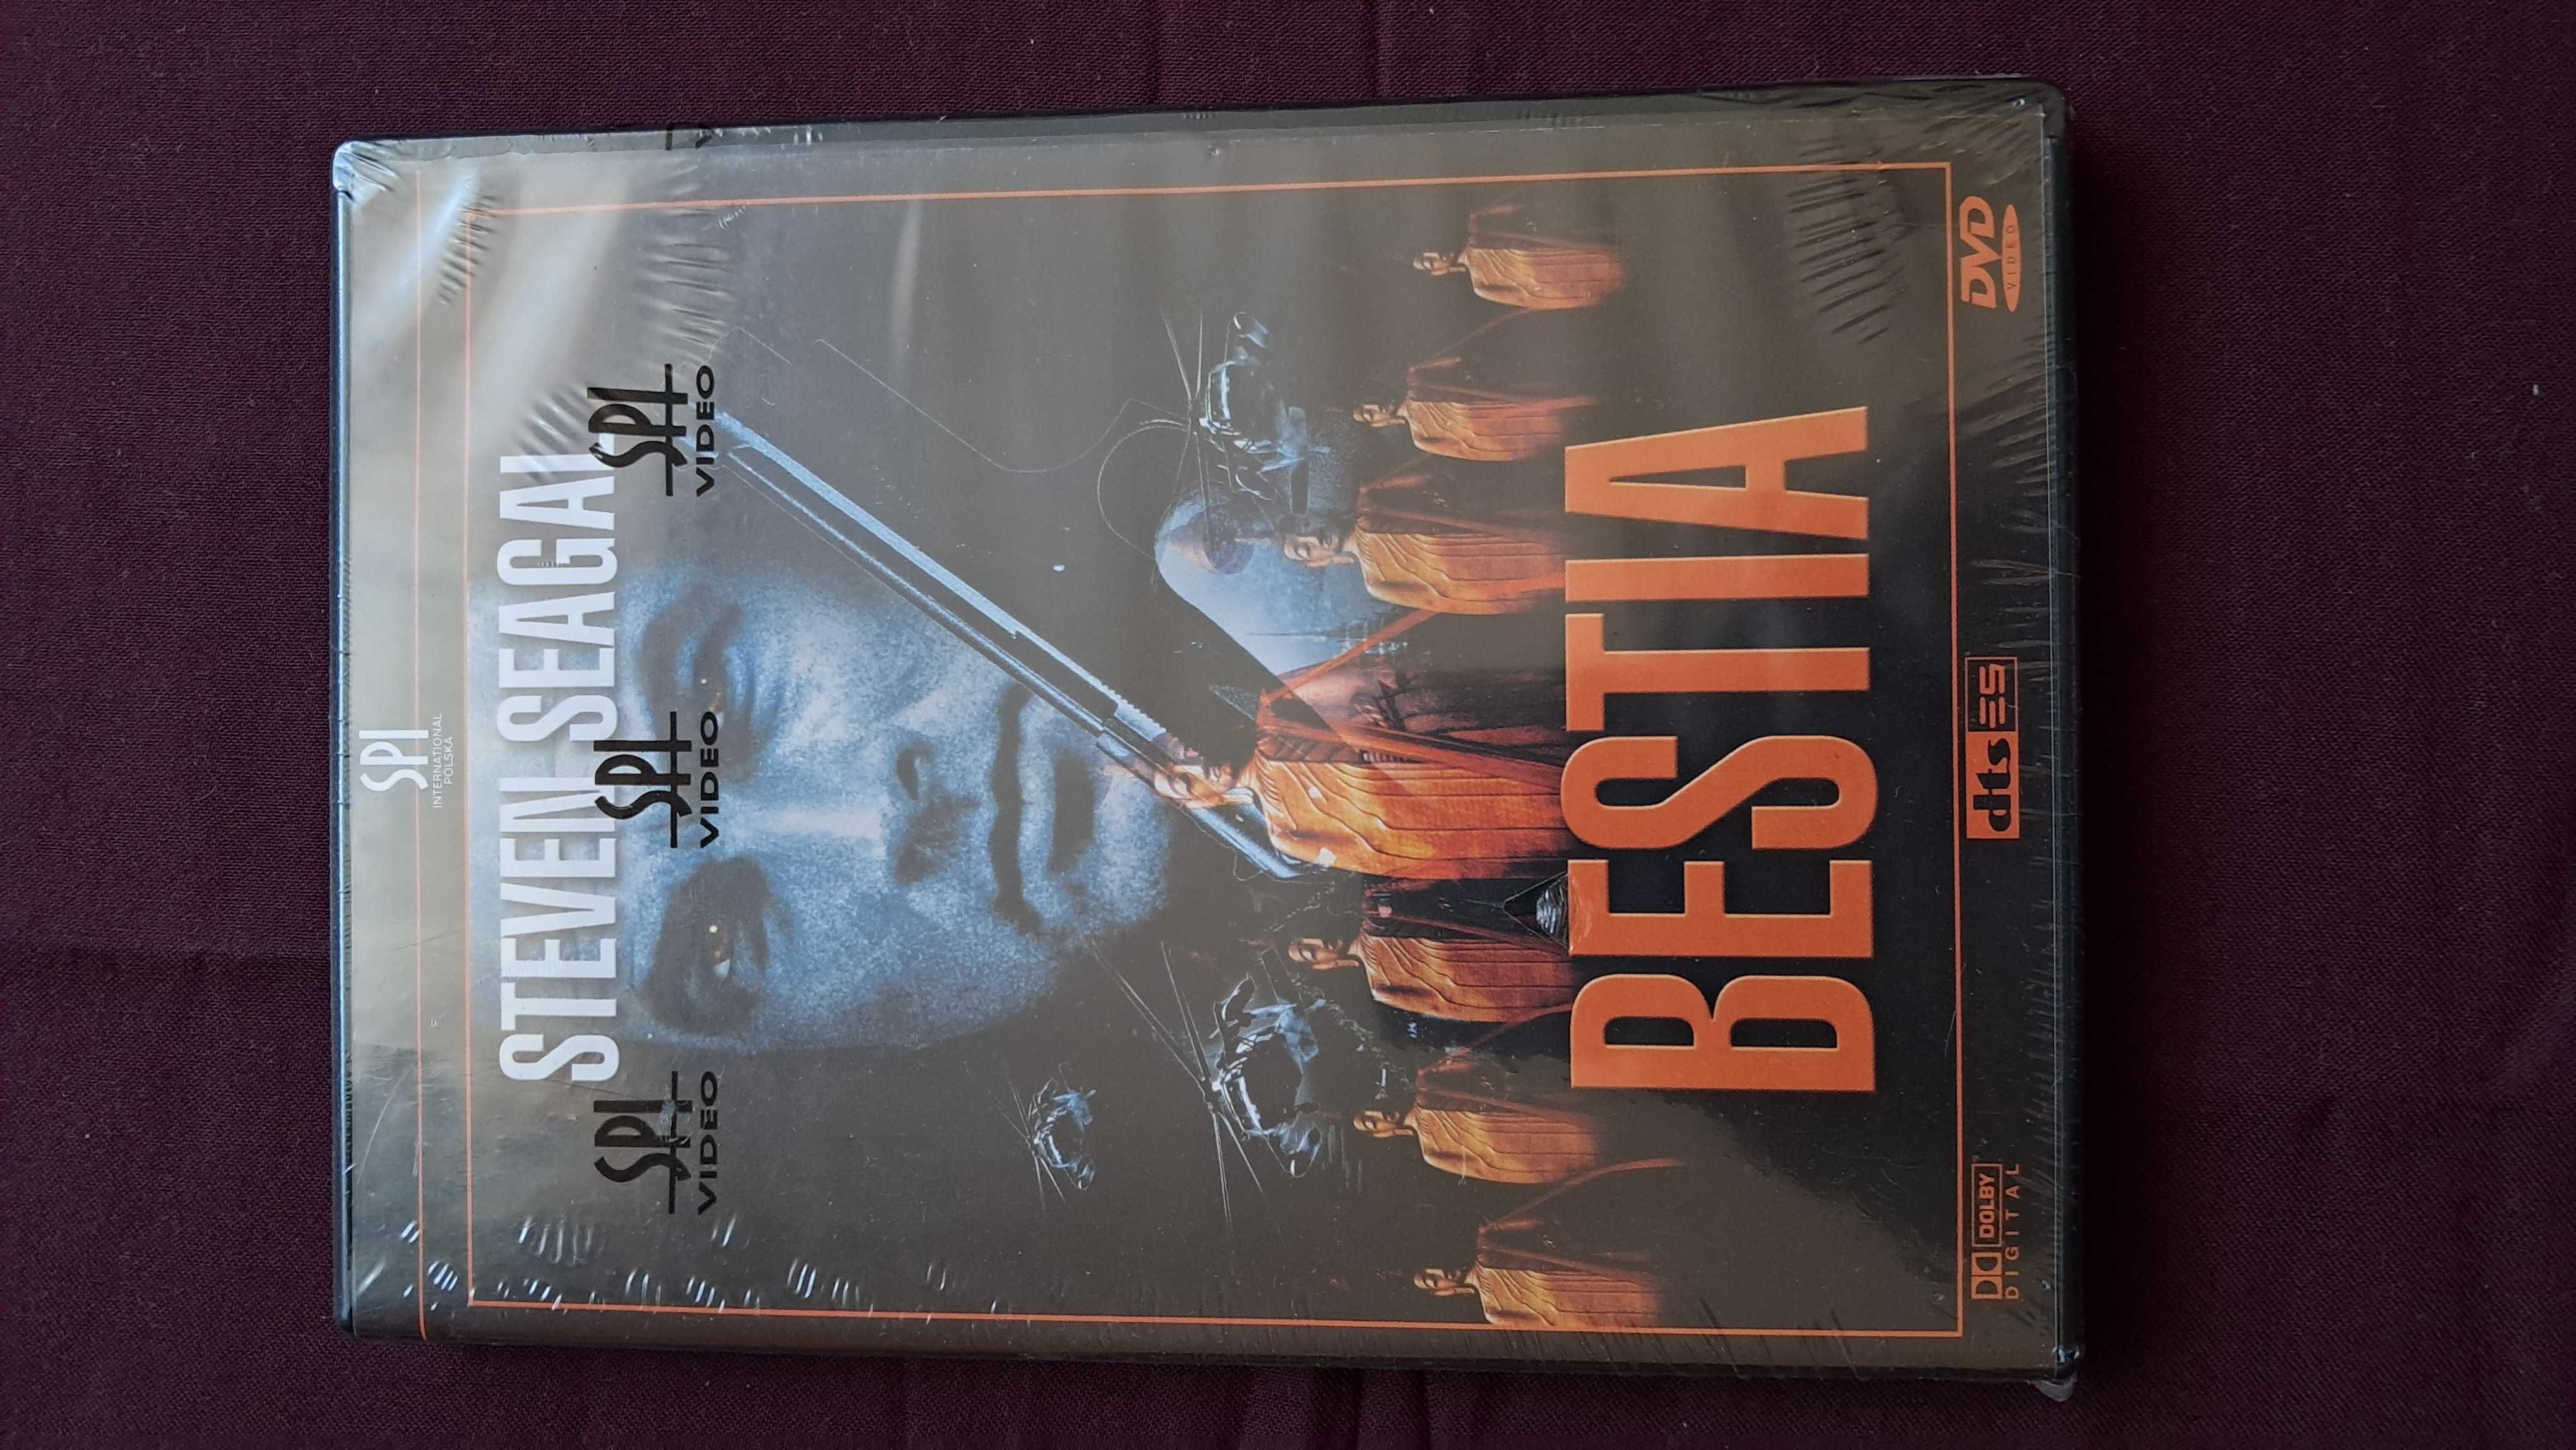 SPI
INTERNATIONAL
POLSKA
STEVEN SEAGAL
SPI
VIDEO
SPI
VIDEO
SPI
VIDEO
BESTIA
DOLBY
DIGITAL
dts ES
DVD
VIDEO